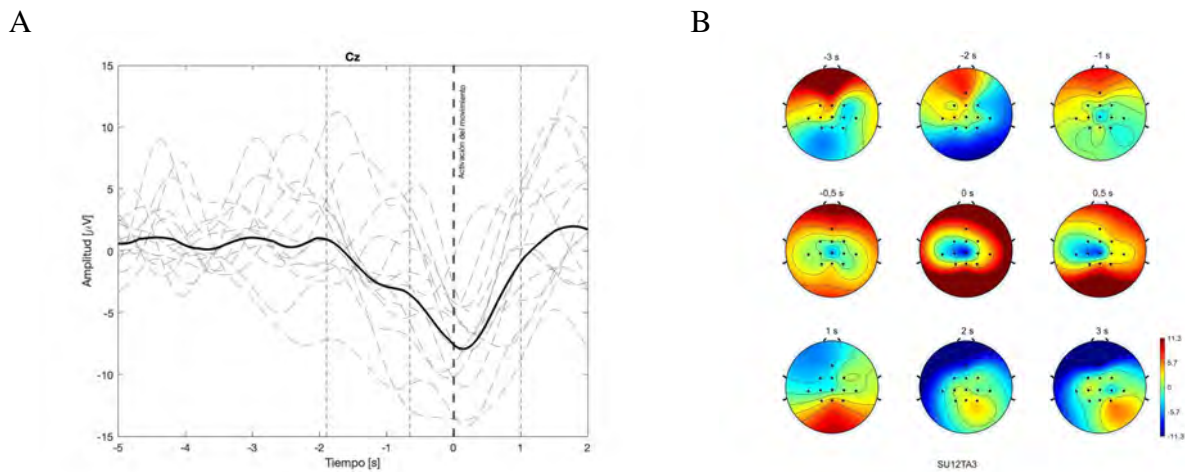 A
B
Cz
Amplitud [μV]
15
10
5
0
-5
-10
-15
Activación del movimiento
-5 -4 -3 -2 -1 0 1 2
Tiempo [s]
-3 s -2 s -1 s
-0,5 s 0 s 0,5 s
1 s 2 s 3 s
11.3
5.7
0
-5.7
-11.3
SU12TA3